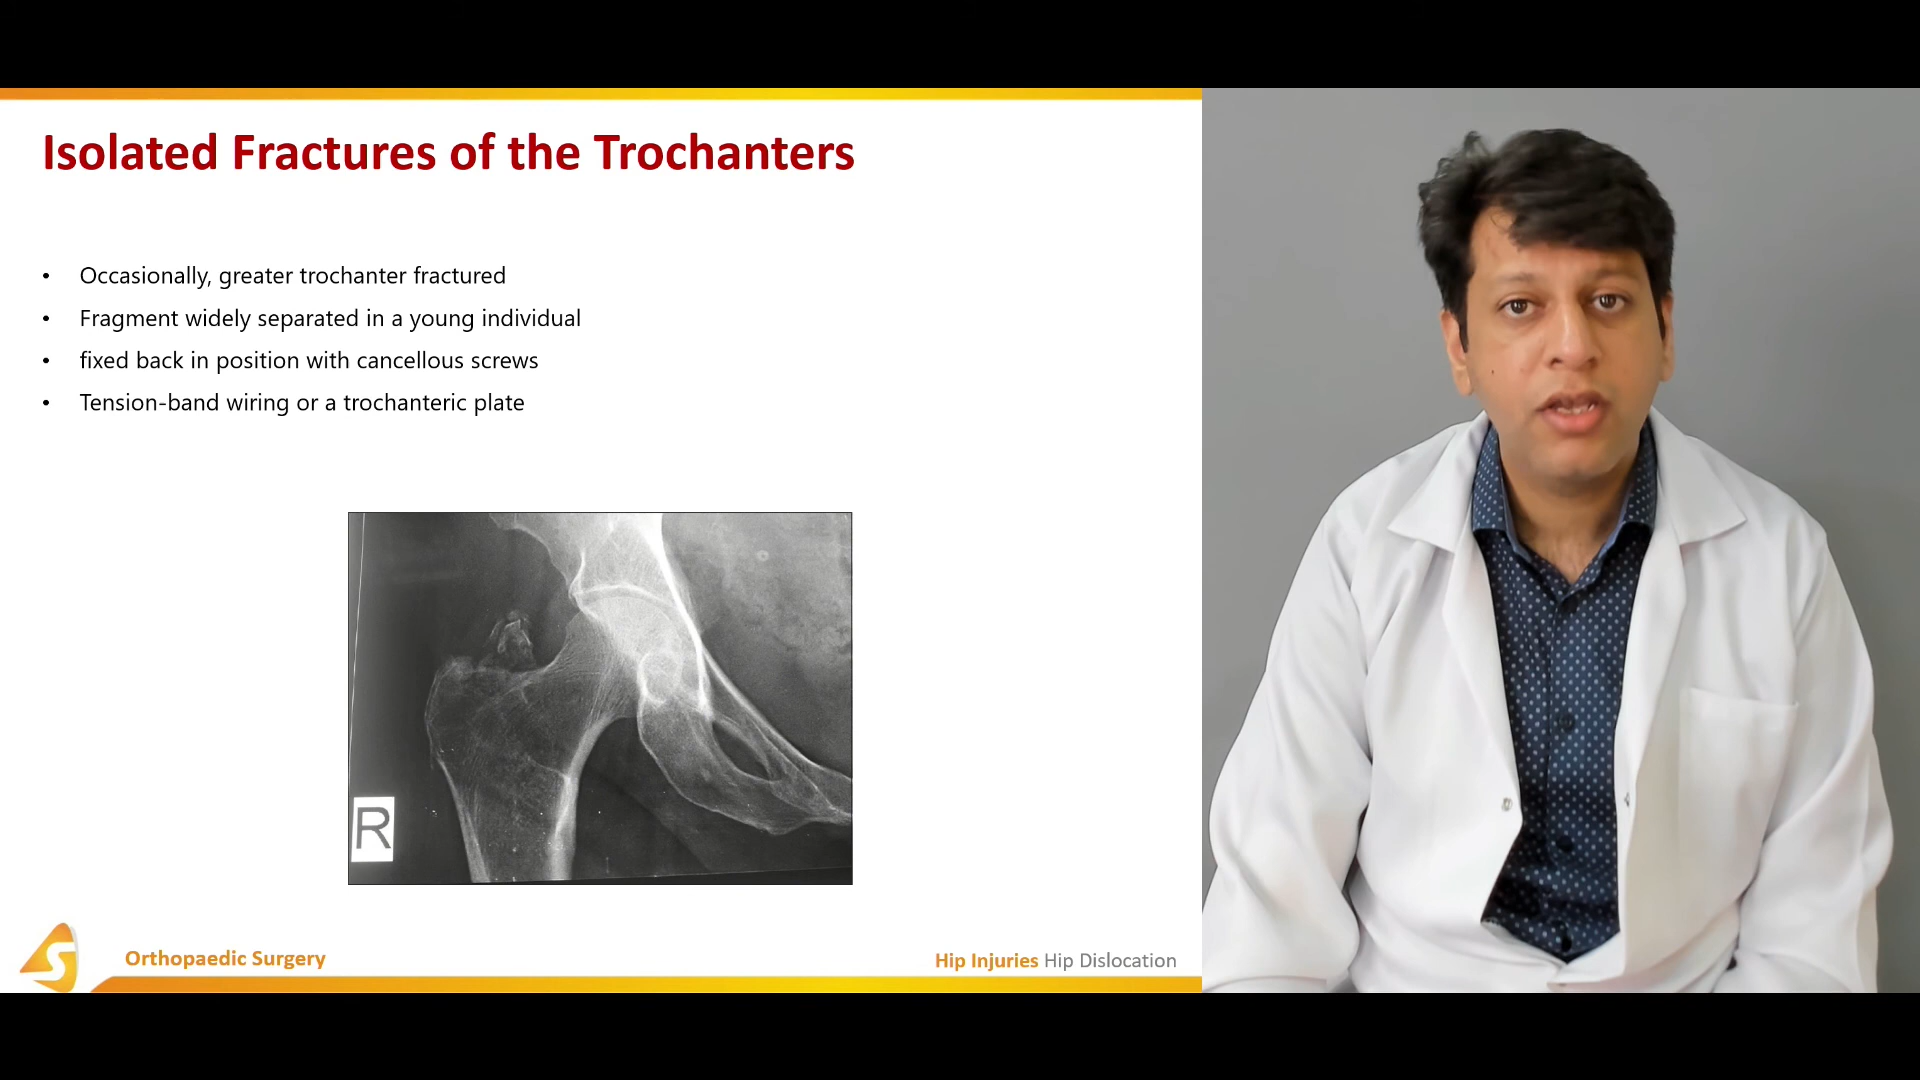 Isolated Fractures of the Trochanters
• Occasionally, greater trochanter fractured
• Fragment widely separated in a young individual
• fixed back in position with cancellous screws
• Tension-band wiring or a trochanteric plate
R
S
Orthopaedic Surgery
Hip Injuries Hip Dislocation